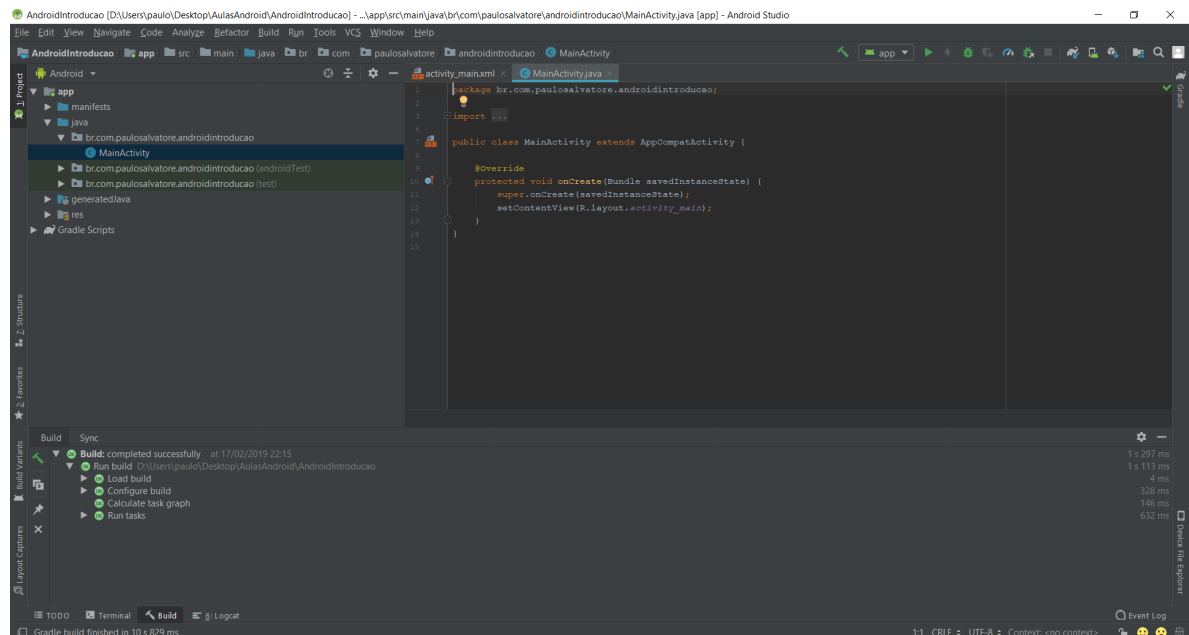 AndroidIntroducao [D:\Users\paulo\Desktop\AulasAndroid\AndroidIntroducao] - ...\app\src\main\java\br\com\paulosalvatore\androidintroducao\MainActivity.java [app] - Android Studio
File Edit View Navigate Code Analyze Refactor Build Run Tools VCS Window Help
AndroidIntroducao app src main java br com paulosalvatore androidintroducao MainActivity
app
1: Project
Android
app
manifests
java
br.com.paulosalvatore.androidintroducao
MainActivity
br.com.paulosalvatore.androidintroducao (androidTest)
br.com.paulosalvatore.androidintroducao (test)
generatedJava
res
Gradle Scripts
activity_main.xml
MainActivity.java
1 package br.com.paulosalvatore.androidintroducao;
2
3 import ...
6
7 public class MainActivity extends AppCompatActivity {
8
9 @Override
10 protected void onCreate(Bundle savedInstanceState) {
11 super.onCreate(savedInstanceState);
12 setContentView(R.layout.activity_main);
13 }
14 }
15
Gradle
Z: Structure
2: Favorites
Build Variants
Layout Captures
Build Sync
Build: completed successfully at 17/02/2019 22:15 1 s 297 ms
Run build D:\Users\paulo\Desktop\AulasAndroid\AndroidIntroducao 1 s 113 ms
Load build 4 ms
Configure build 328 ms
Calculate task graph 146 ms
Run tasks 632 ms
Device File Explorer
TODO Terminal Build 6: Logcat Event Log
Gradle build finished in 10 s 829 ms 1:1 CRLF UTF-8 Context: <no context>